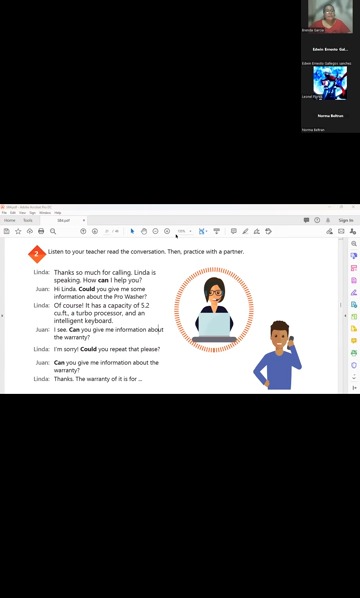 Brenda Garcia
Edwin Ernesto Gal...
Edwin Ernesto Gallegos sanches
Norma Beltran
Norma Beltran
Home
Tools
Sign In
2
Listen to your teacher read the conversation. Then, practice with a partner.
Linda: Thanks so much for calling. Linda is
speaking. How can I help you?
Juan: Hi Linda. Could you give me some
information about the Pro Washer?
Linda: Of course! It has a capacity of 5.2
cu.ft., a turbo processor, and an
intelligent keyboard.
Juan: I see. Can you give me information about
the warranty?
Linda: I'm sorry! Could you repeat that please?
Juan: Can you give me information about the
warranty?
Linda: Thanks. The warranty of it is for ...